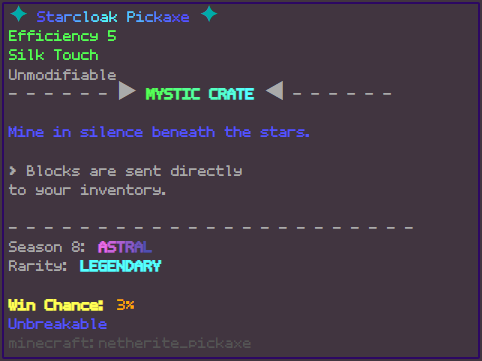 ✦ Starcloak Pickaxe ✦
Efficiency 5
Silk Touch
Unmodifiable
- - - - - - ▶ MYSTIC CRATE ◀ - - - - - -
Mine in silence beneath the stars.
> Blocks are sent directly
to your inventory.
- - - - - - - - - - - - - - - - - - - - - - - -
Season 8: ASTRAL
Rarity: LEGENDARY
Win Chance: 3%
Unbreakable
minecraft:netherite_pickaxe